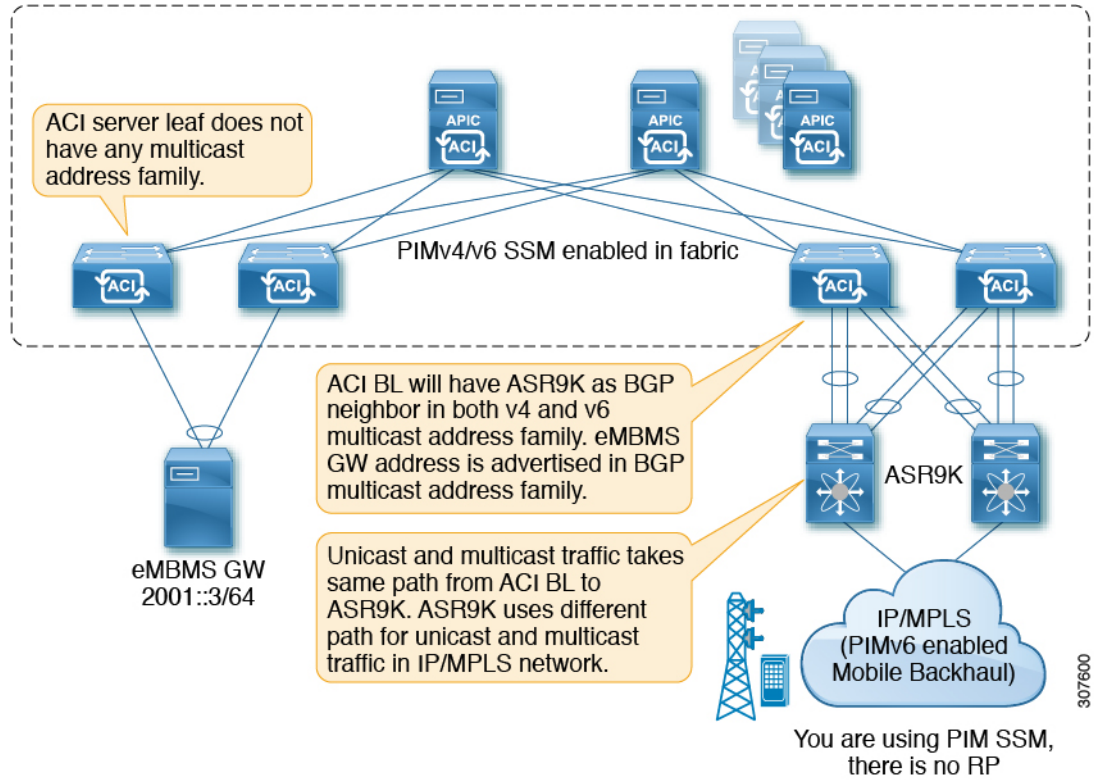 APIC
ACI
APIC
ACI
APIC
ACI
ACI server leaf does not
have any multicast
address family.
PIMv4/v6 SSM enabled in fabric
ACI
ACI
ACI
ACI
ACI BL will have ASR9K as BGP
neighbor in both v4 and v6
multicast address family. eMBMS
GW address is advertised in BGP
multicast address family.
ASR9K
eMBMS GW
2001::3/64
Unicast and multicast traffic takes
same path from ACI BL to
ASR9K. ASR9K uses different
path for unicast and multicast
traffic in IP/MPLS network.
IP/MPLS
(PIMv6 enabled
Mobile Backhaul)
You are using PIM SSM,
there is no RP
307600